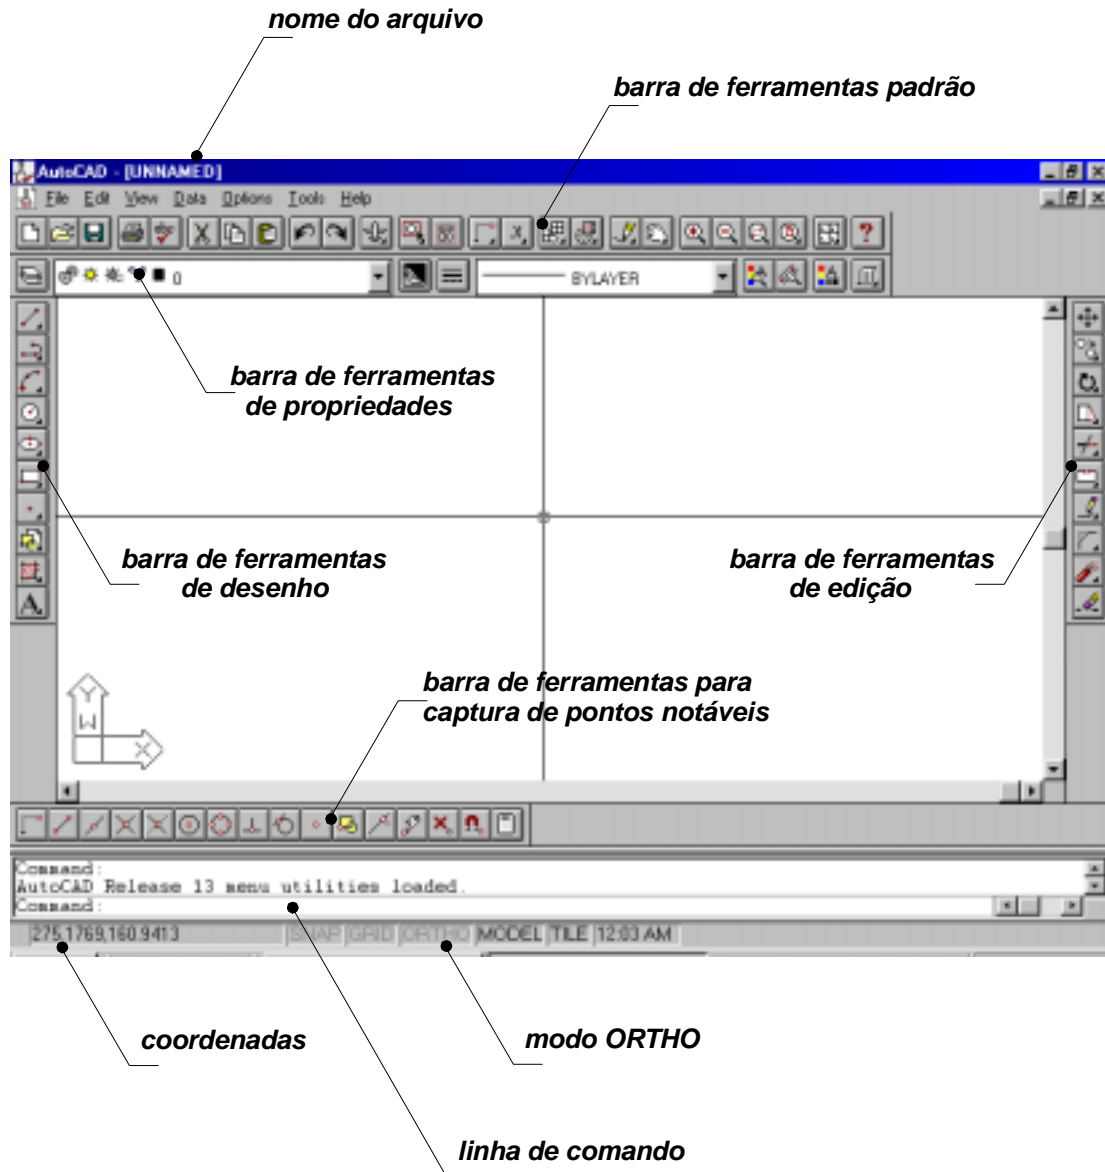 nome do arquivo
barra de ferramentas padrão
AutoCAD - [UNNAMED]
File Edit View Data Options Tools Help
0
BYLAYER
barra de ferramentas
de propriedades
barra de ferramentas
de desenho
barra de ferramentas
de edição
Y
W
X
barra de ferramentas para
captura de pontos notáveis
Command:
AutoCAD Release 13 menu utilities loaded.
Command:
275.1769,160.9413 SNAP GRID ORTHO MODEL TILE 12:03 AM
coordenadas
modo ORTHO
linha de comando